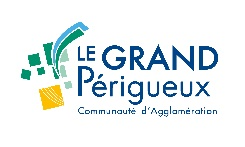 LE GRAND
Périgueux
Communauté d'Agglomération